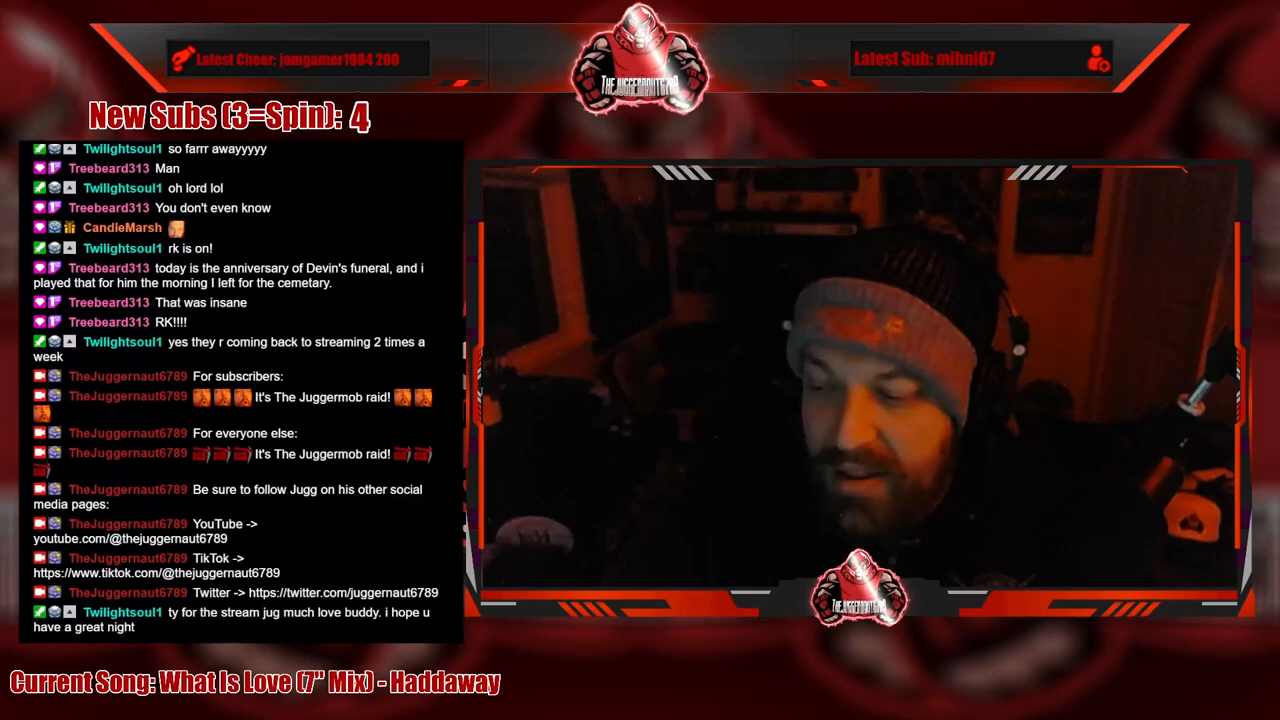 Latest Cheer: jamgamer1984 200
THEJUGGERNAUT6789
Latest Sub: mihni67
New Subs (3=Spin): 4
Twilightsoul1 so farrr awayyyyy
Treebeard313 Man
Twilightsoul1 oh lord lol
Treebeard313 You don't even know
CandleMarsh
Twilightsoul1 rk is on!
Treebeard313 today is the anniversary of Devin's funeral, and i
played that for him the morning I left for the cemetary.
Treebeard313 That was insane
Treebeard313 RK!!!!
Twilightsoul1 yes they r coming back to streaming 2 times a
week
TheJuggernaut6789 For subscribers:
TheJuggernaut6789 It's The Juggermob raid!
TheJuggernaut6789 For everyone else:
TheJuggernaut6789 It's The Juggermob raid!
TheJuggernaut6789 Be sure to follow Jugg on his other social
media pages:
TheJuggernaut6789 YouTube ->
youtube.com/@thejuggernaut6789
TheJuggernaut6789 TikTok ->
https://www.tiktok.com/@thejuggernaut6789
TheJuggernaut6789 Twitter -> https://twitter.com/juggernaut6789
Twilightsoul1 ty for the stream jug much love buddy. i hope u
have a great night
THEJUGGERNAUT6789
Current Song: What Is Love (7" Mix) - Haddaway